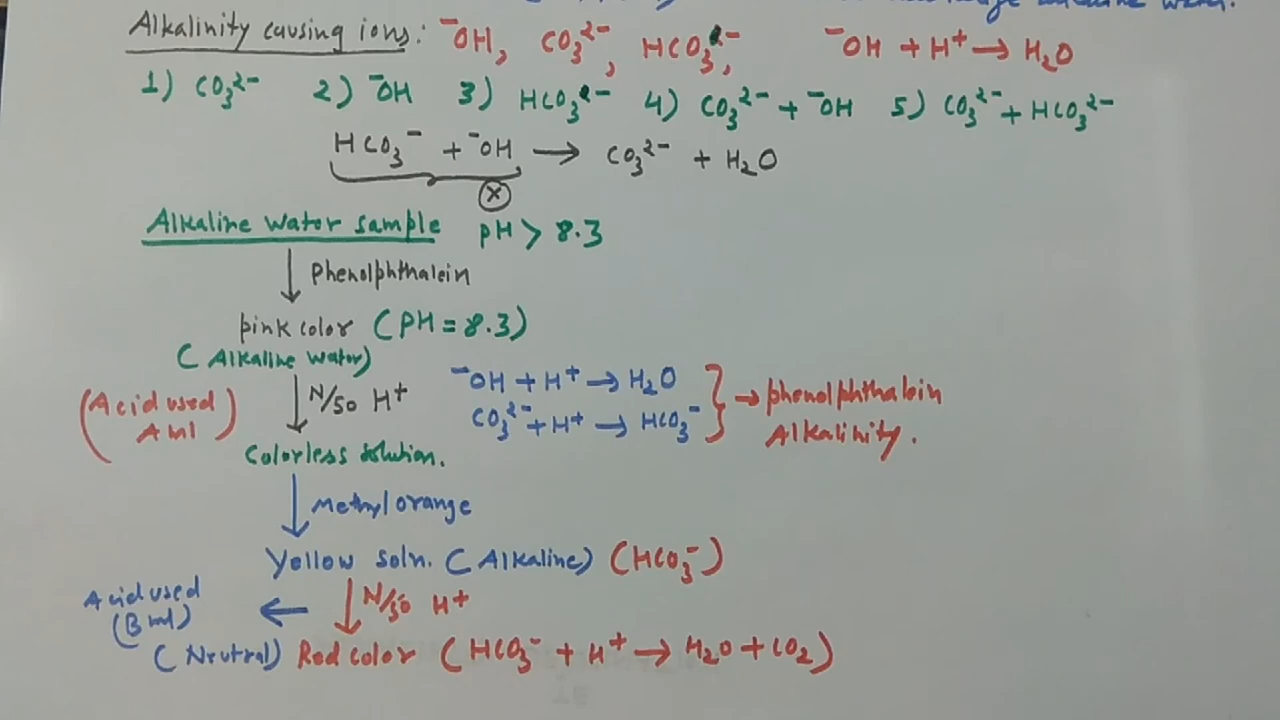 alkaline water.
Alkalinity causing ions: ⁻OH, CO₃²⁻, HCO₃²⁻, ⁻OH + H⁺ → H₂O
1) CO₃²⁻ 2) ⁻OH 3) HCO₃²⁻ 4) CO₃²⁻ + ⁻OH 5) CO₃²⁻ + HCO₃²⁻
HCO₃⁻ + ⁻OH → CO₃²⁻ + H₂O
ⓧ
Alkaline water sample pH > 8.3
↓ Phenolphthalein
pink color (PH = 8.3)
(Alkaline water)
(Acid used A ml) ↓ N/50 H⁺ ⁻OH + H⁺ → H₂O
CO₃²⁻ + H⁺ → HCO₃⁻ } → phenolphthalein Alkalinity.
Colorless solution.
↓ Methyl orange
Yellow soln. (Alkaline) (HCO₃⁻)
Acid used (B ml) ← ↓ N/50 H⁺
(Neutral) Red color (HCO₃⁻ + H⁺ → H₂O + CO₂)